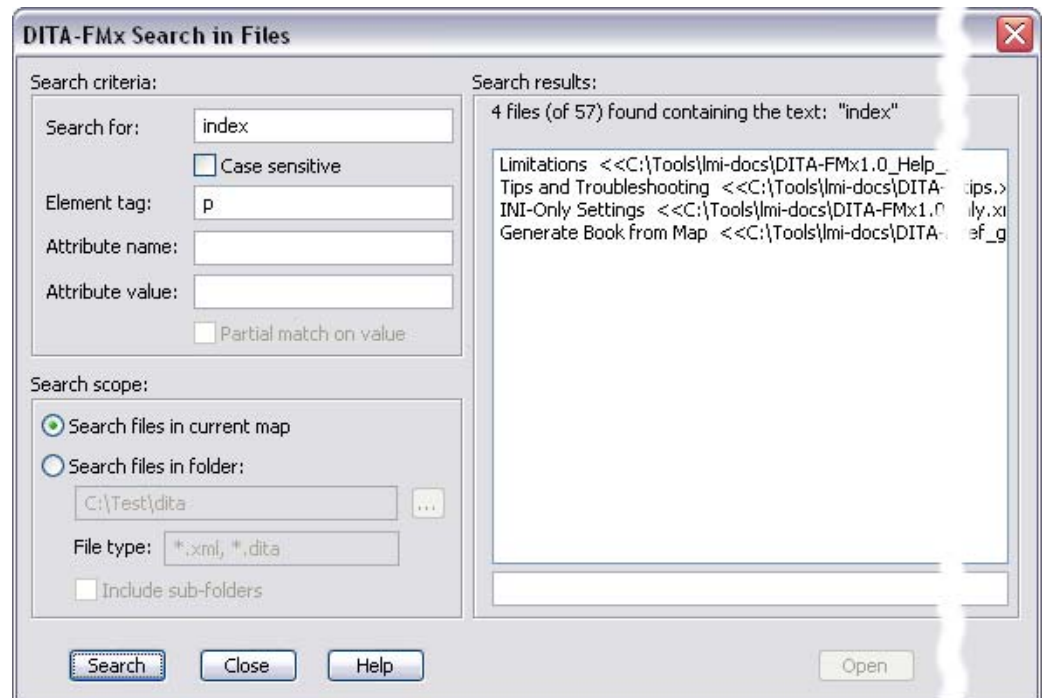 DITA-FMx Search in Files
Search criteria:
Search for:
index
Case sensitive
Element tag:
p
Attribute name:
Attribute value:
Partial match on value
Search scope:
Search files in current map
Search files in folder:
C:\Test\dita
...
File type:
*.xml, *.dita
Include sub-folders
Search
Close
Help
Search results:
4 files (of 57) found containing the text: "index"
Limitations <<C:\Tools\lmi-docs\DITA-FMx1.0_Help_
Tips and Troubleshooting <<C:\Tools\lmi-docs\DITA- tips.x
INI-Only Settings <<C:\Tools\lmi-docs\DITA-FMx1.0 nly.xm
Generate Book from Map <<C:\Tools\lmi-docs\DITA- ef_g
Open